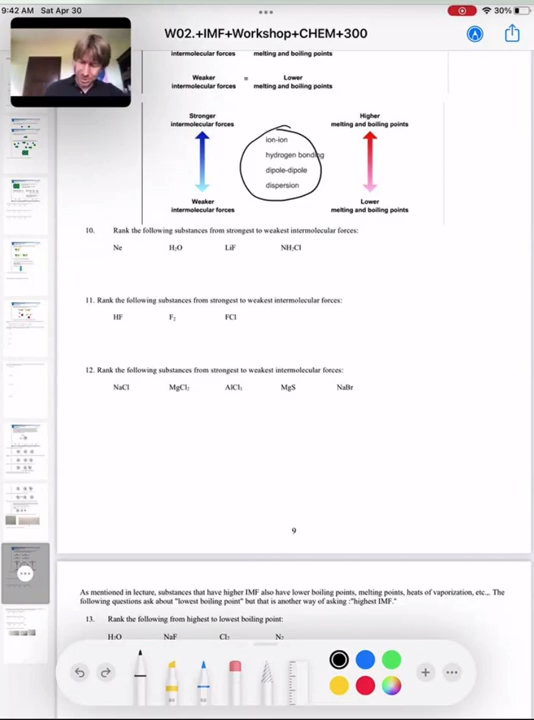 9:42 AM Sat Apr 30
30%
W02.+IMF+Workshop+CHEM+300
intermolecular forces melting and boiling points
Weaker = Lower
intermolecular forces melting and boiling points
Stronger Higher
intermolecular forces melting and boiling points
ion-ion
hydrogen bonding
dipole-dipole
dispersion
Weaker Lower
intermolecular forces melting and boiling points
10. Rank the following substances from strongest to weakest intermolecular forces:
Ne H₂O LiF NH₂Cl
11. Rank the following substances from strongest to weakest intermolecular forces:
HF F₂ FCl
12. Rank the following substances from strongest to weakest intermolecular forces:
NaCl MgCl₂ AlCl₃ MgS NaBr
9
As mentioned in lecture, substances that have higher IMF also have lower boiling points, melting points, heats of vaporization, etc... The
following questions ask about "lowest boiling point" but that is another way of asking :"highest IMF."
13. Rank the following from highest to lowest boiling point:
H₂O NaF Cl₂ N₂